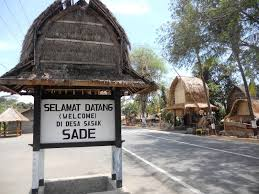 SELAMAT DATANG
(WELCOME)
DI DESA SASAK
SADE